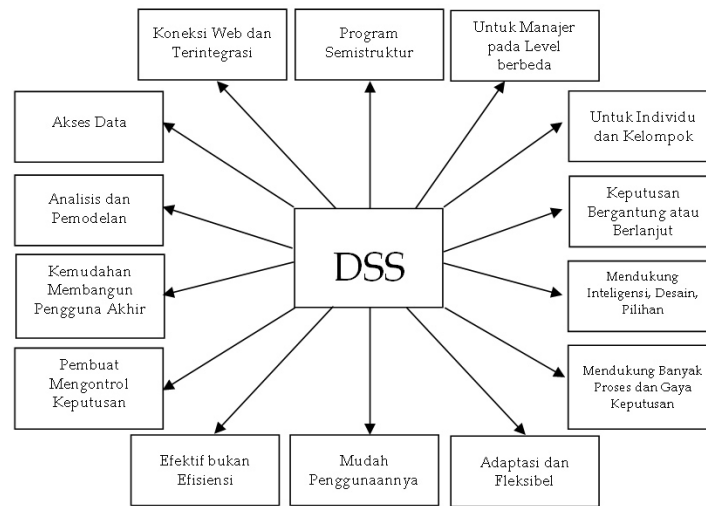 Koneksi Web dan
Terintegrasi
Program
Semistruktur
Untuk Manajer
pada Level
berbeda
Akses Data
Untuk Individu
dan Kelompok
Analisis dan
Pemodelan
Keputusan
Bergantung atau
Berlanjut
DSS
Kemudahan
Membangun
Pengguna Akhir
Mendukung
Inteligensi, Desain,
Pilihan
Pembuat
Mengontrol
Keputusan
Mendukung Banyak
Proses dan Gaya
Keputusan
Efektif bukan
Efisiensi
Mudah
Penggunaannya
Adaptasi dan
Fleksibel